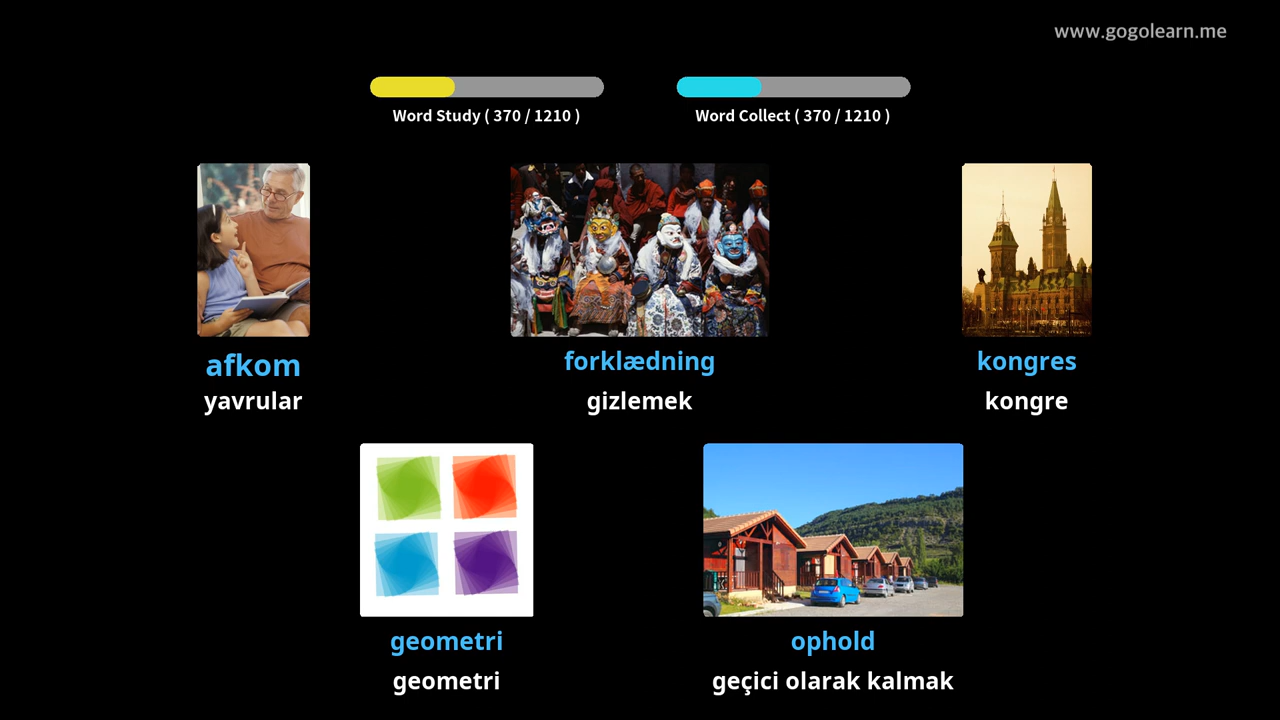 www.gogolearn.me
Word Study ( 370 / 1210 )
Word Collect ( 370 / 1210 )
afkom
yavrular
forklædning
gizlemek
kongres
kongre
geometri
geometri
ophold
geçici olarak kalmak